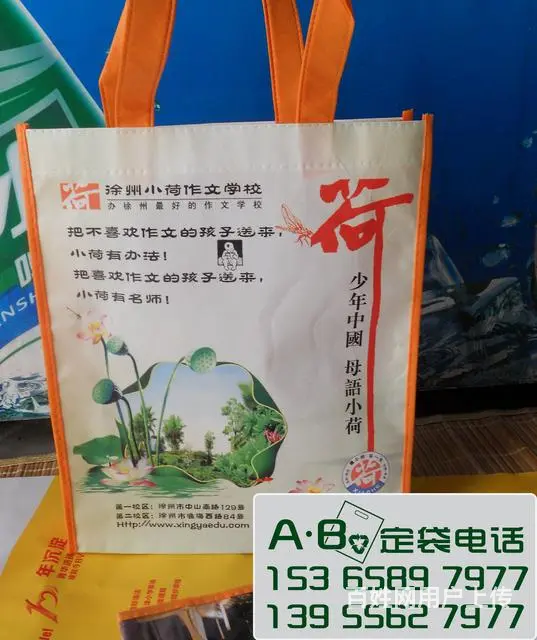 徐州小荷作文学校
办徐州最好的作文学校
荷
把不喜欢作文的孩子送来，
小荷有办法！
把喜欢作文的孩子送来，
小荷有名师！
荷
少年中國 母語小荷
第一校区：徐州市中山南路129号
第二校区：徐州市临海西路84号
Http://www.xingyaedu.com
年沉淀
A·B 定袋电话
153 6589 7977
139 5562 7977
百姓网用户上传